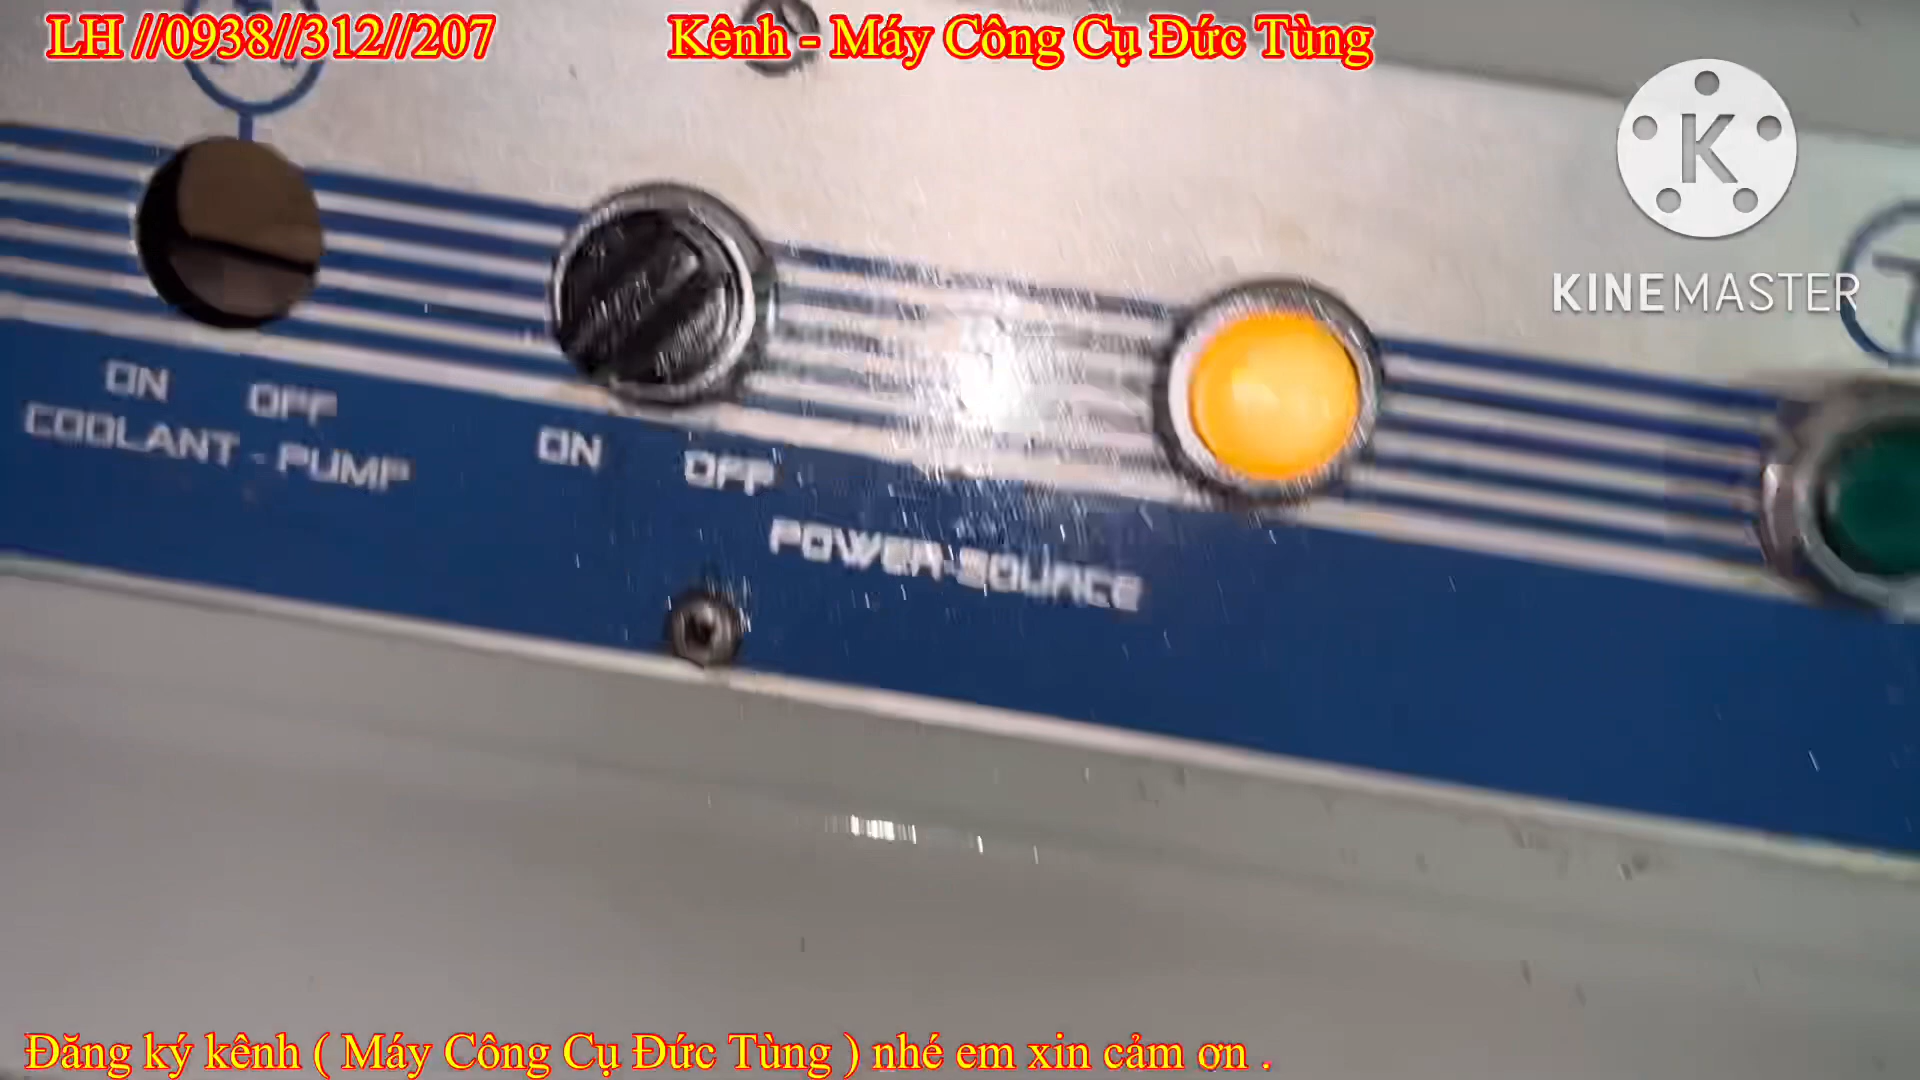 LH //0938//312//207
Kênh - Máy Công Cụ Đức Tùng
K
KINEMASTER
ON OFF
COOLANT - PUMP
ON OFF
POWER-SOURCE
Đăng ký kênh ( Máy Công Cụ Đức Tùng ) nhé em xin cảm ơn .